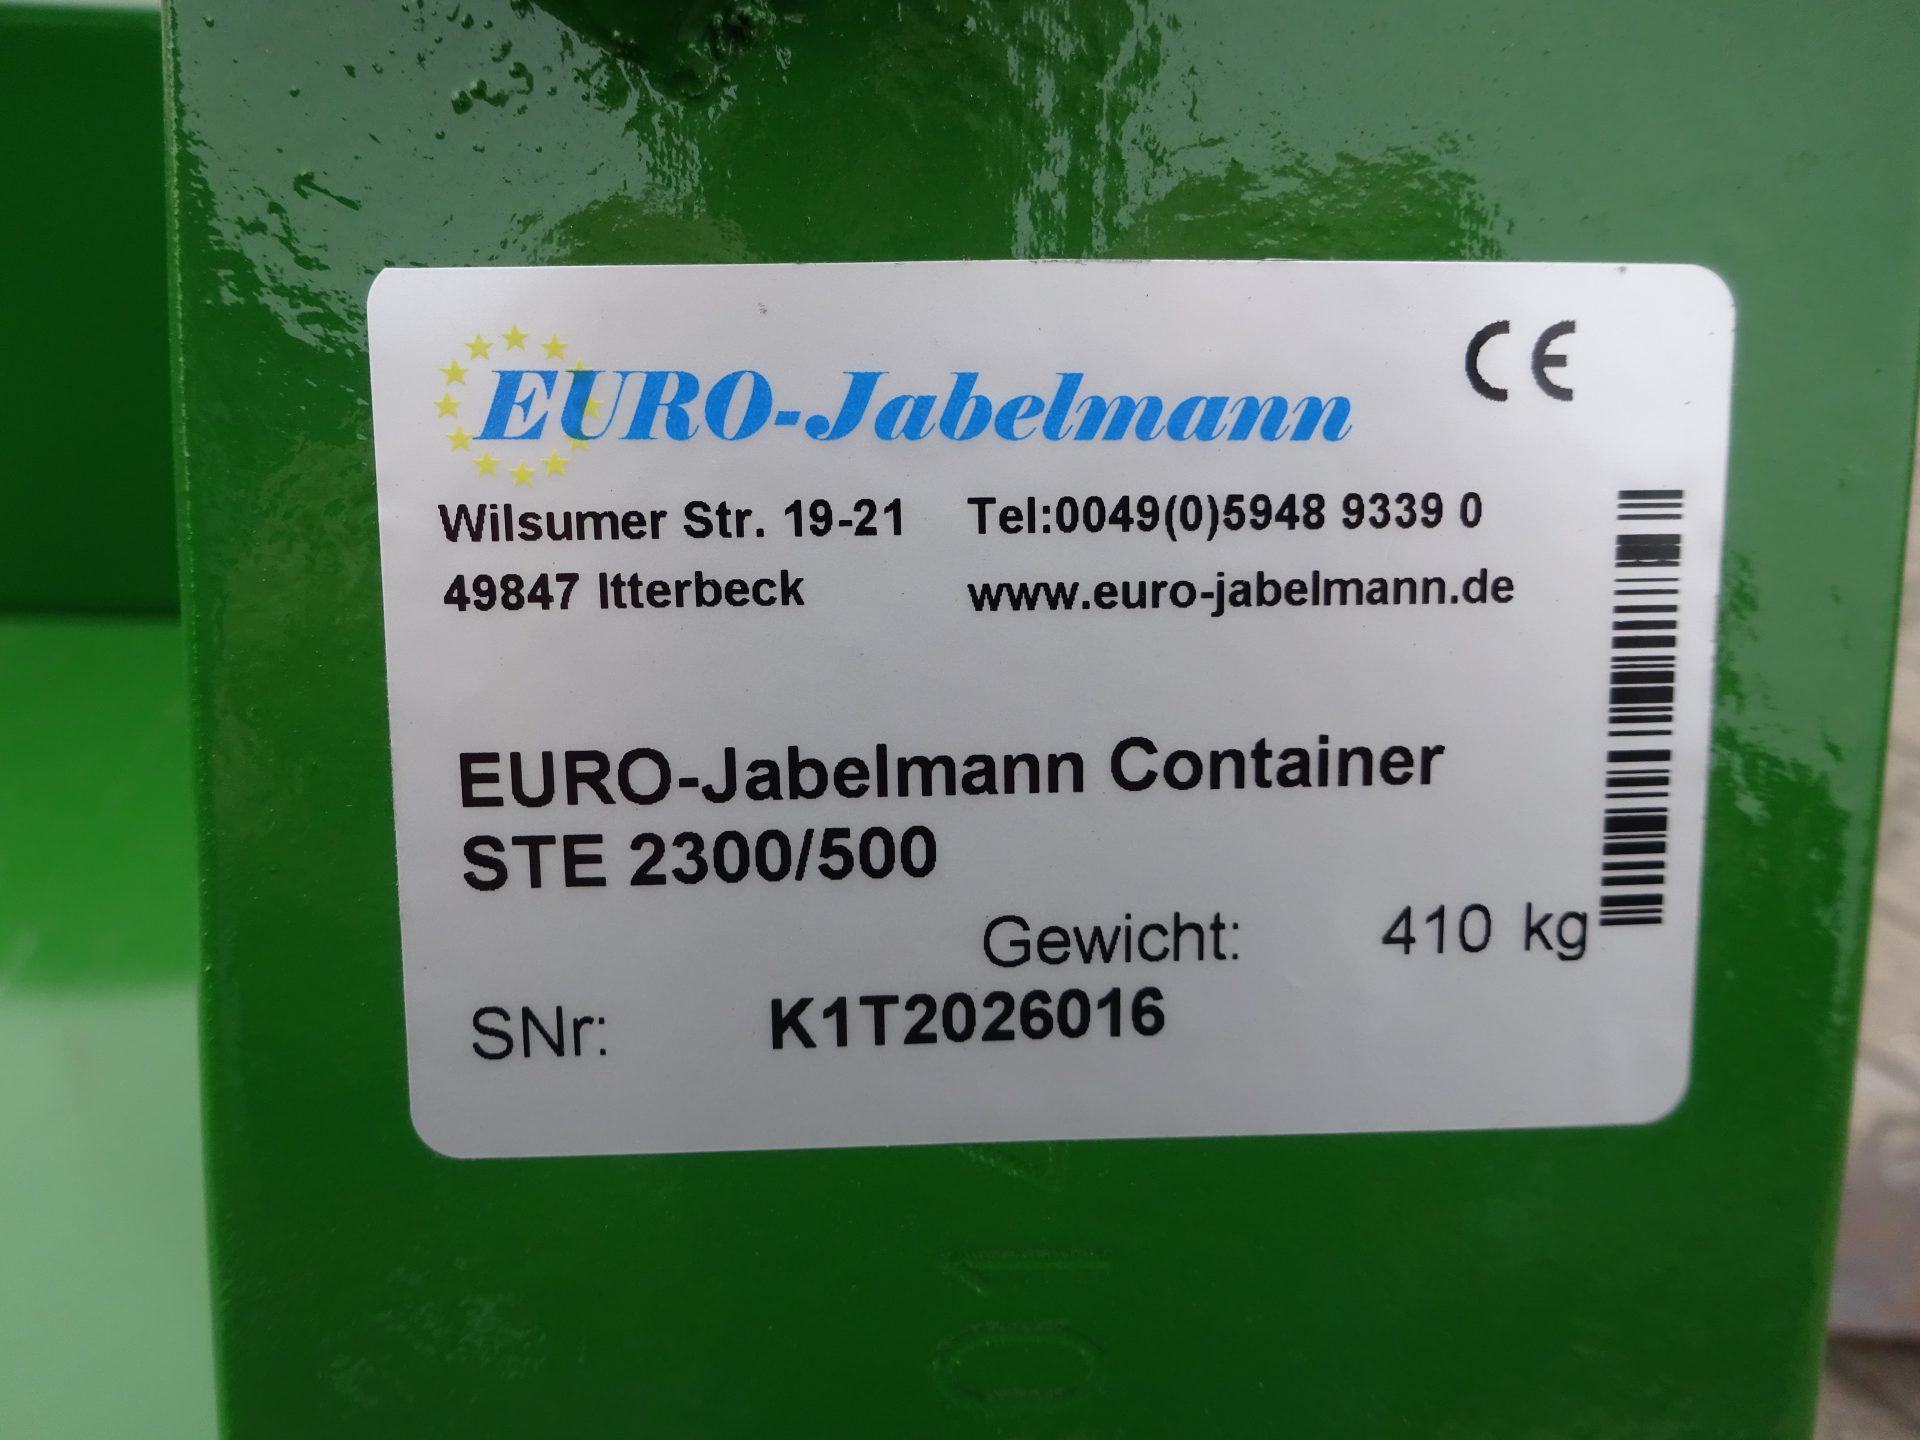 EURO-Jabelmann
CE
Wilsumer Str. 19-21 Tel:0049(0)5948 9339 0
49847 Itterbeck www.euro-jabelmann.de
EURO-Jabelmann Container
STE 2300/500
Gewicht: 410 kg
SNr: K1T2026016